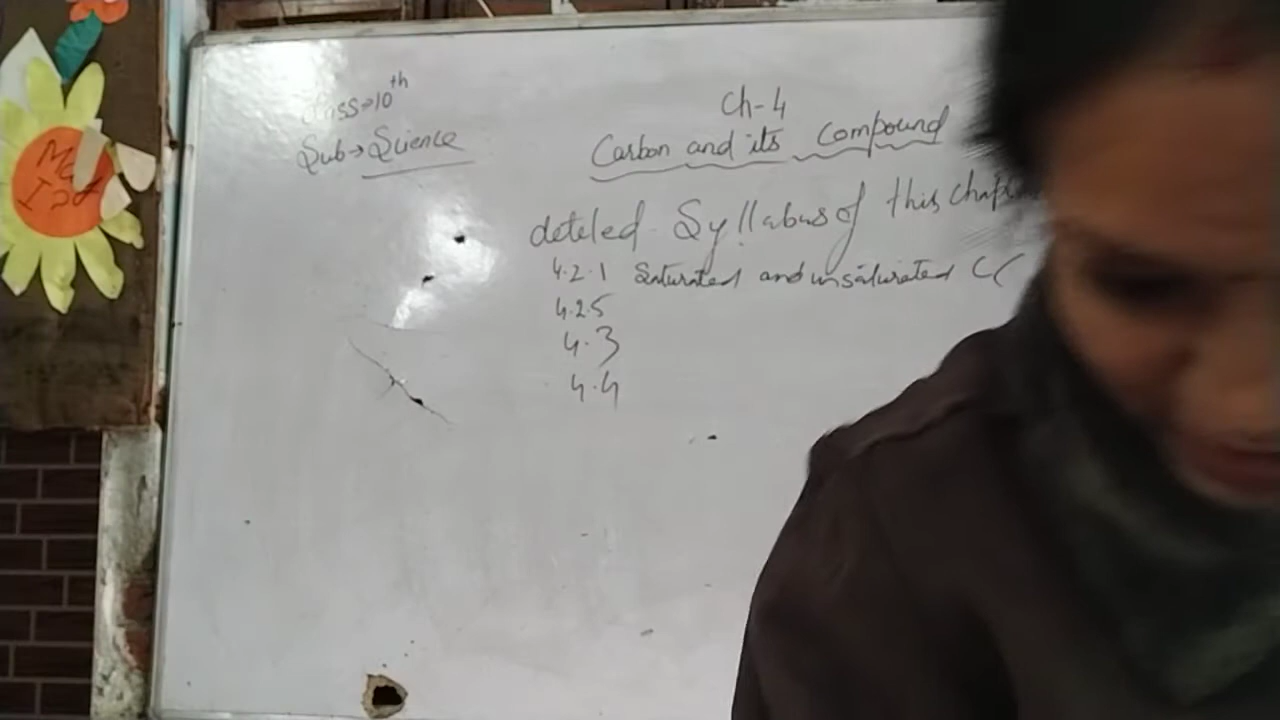 Class→10th
Sub→Science
Ch-4
Carbon and its Compound
deteled Syllabus of this
4.2.1 Saturated and unsaturated
4.2.5
4.3
4.4